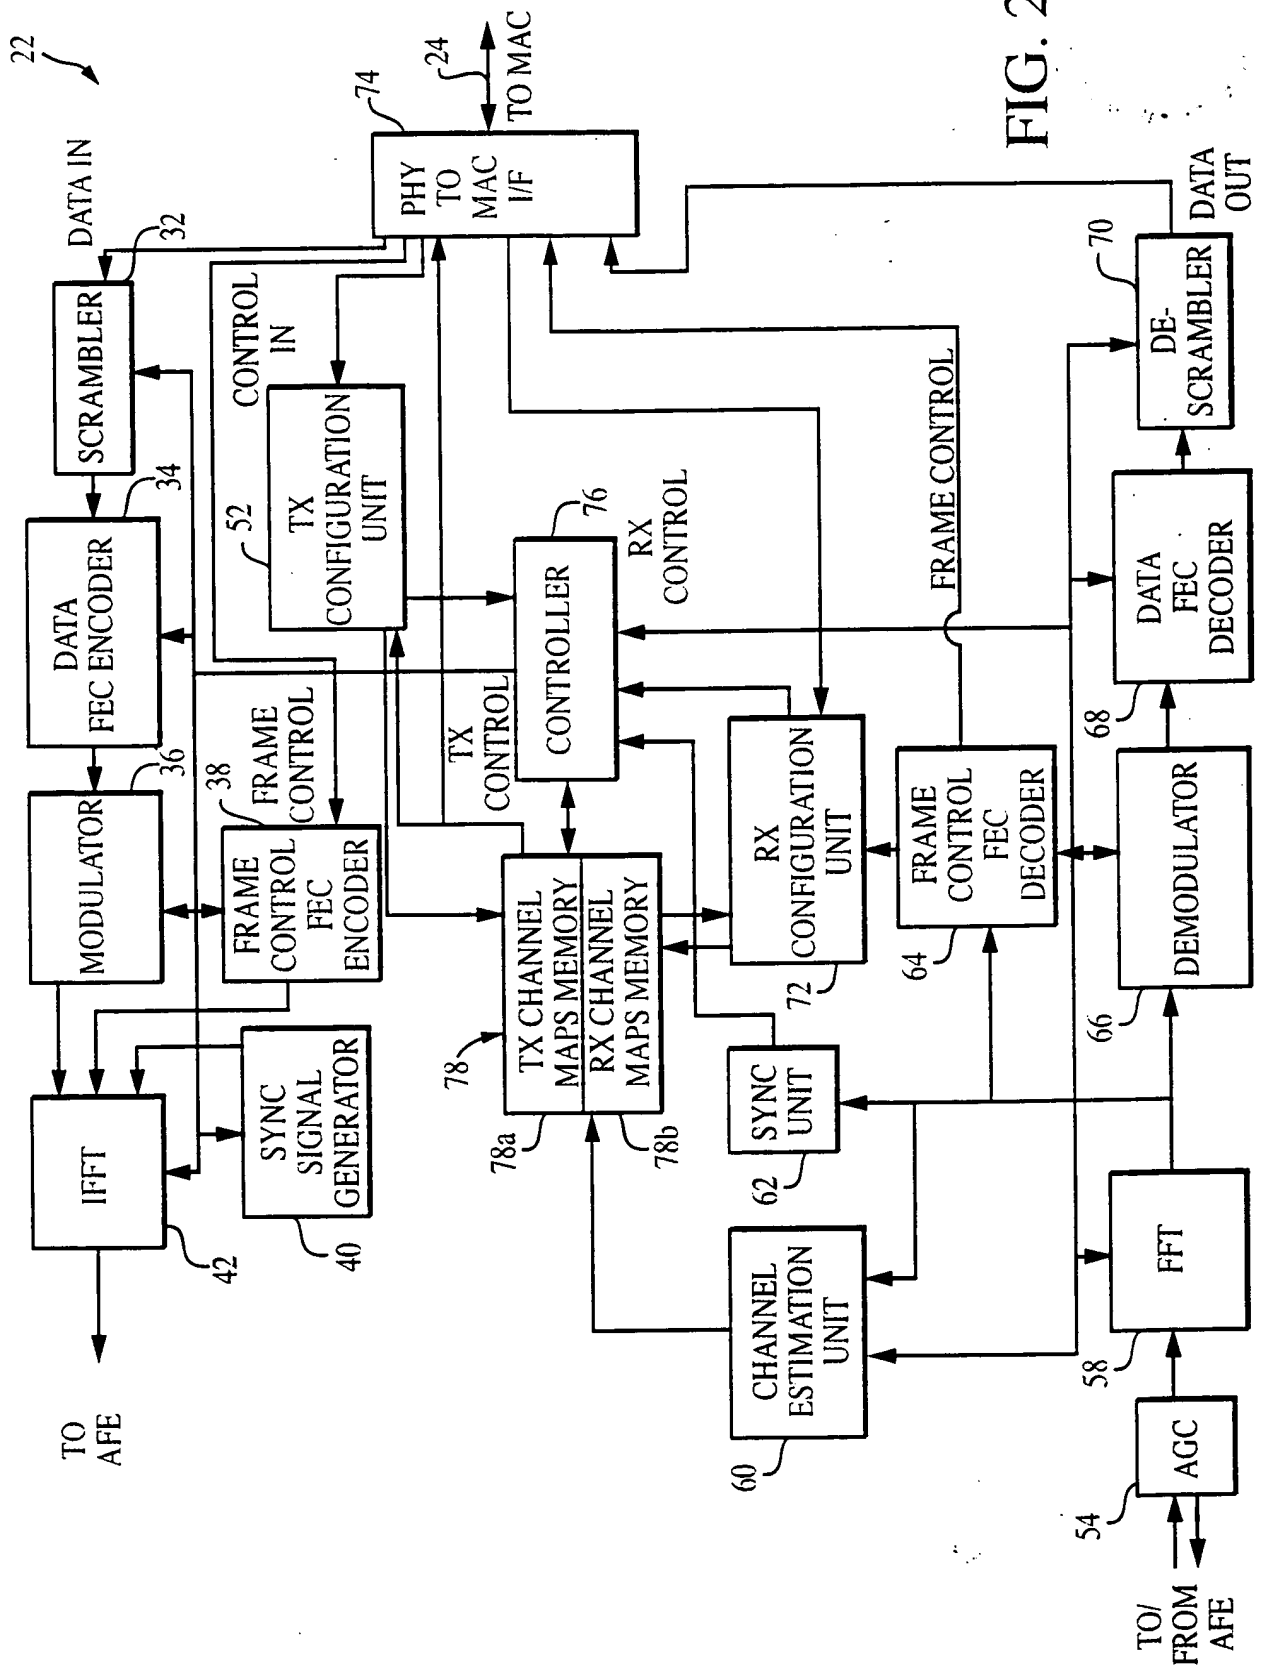 22
TO
AFE
42
IFFT
MODULATOR
36
DATA
FEC ENCODER
34
SCRAMBLER
32
DATA IN
SYNC
SIGNAL
GENERATOR
40
FRAME
CONTROL
FEC
ENCODER
38
FRAME
CONTROL
52
TX
CONFIGURATION
UNIT
CONTROL
IN
PHY
TO
MAC
I/F
74
24
TO MAC
78
TX CHANNEL
MAPS MEMORY
RX CHANNEL
MAPS MEMORY
78a
78b
TX
CONTROL
CONTROLLER
76
RX
CONTROL
CHANNEL
ESTIMATION
UNIT
60
SYNC
UNIT
62
RX
CONFIGURATION
UNIT
72
FRAME
CONTROL
FEC
DECODER
64
FRAME CONTROL
TO/
FROM
AFE
AGC
54
FFT
58
DEMODULATOR
66
DATA
FEC
DECODER
68
DE-
SCRAMBLER
70
DATA
OUT
FIG. 2